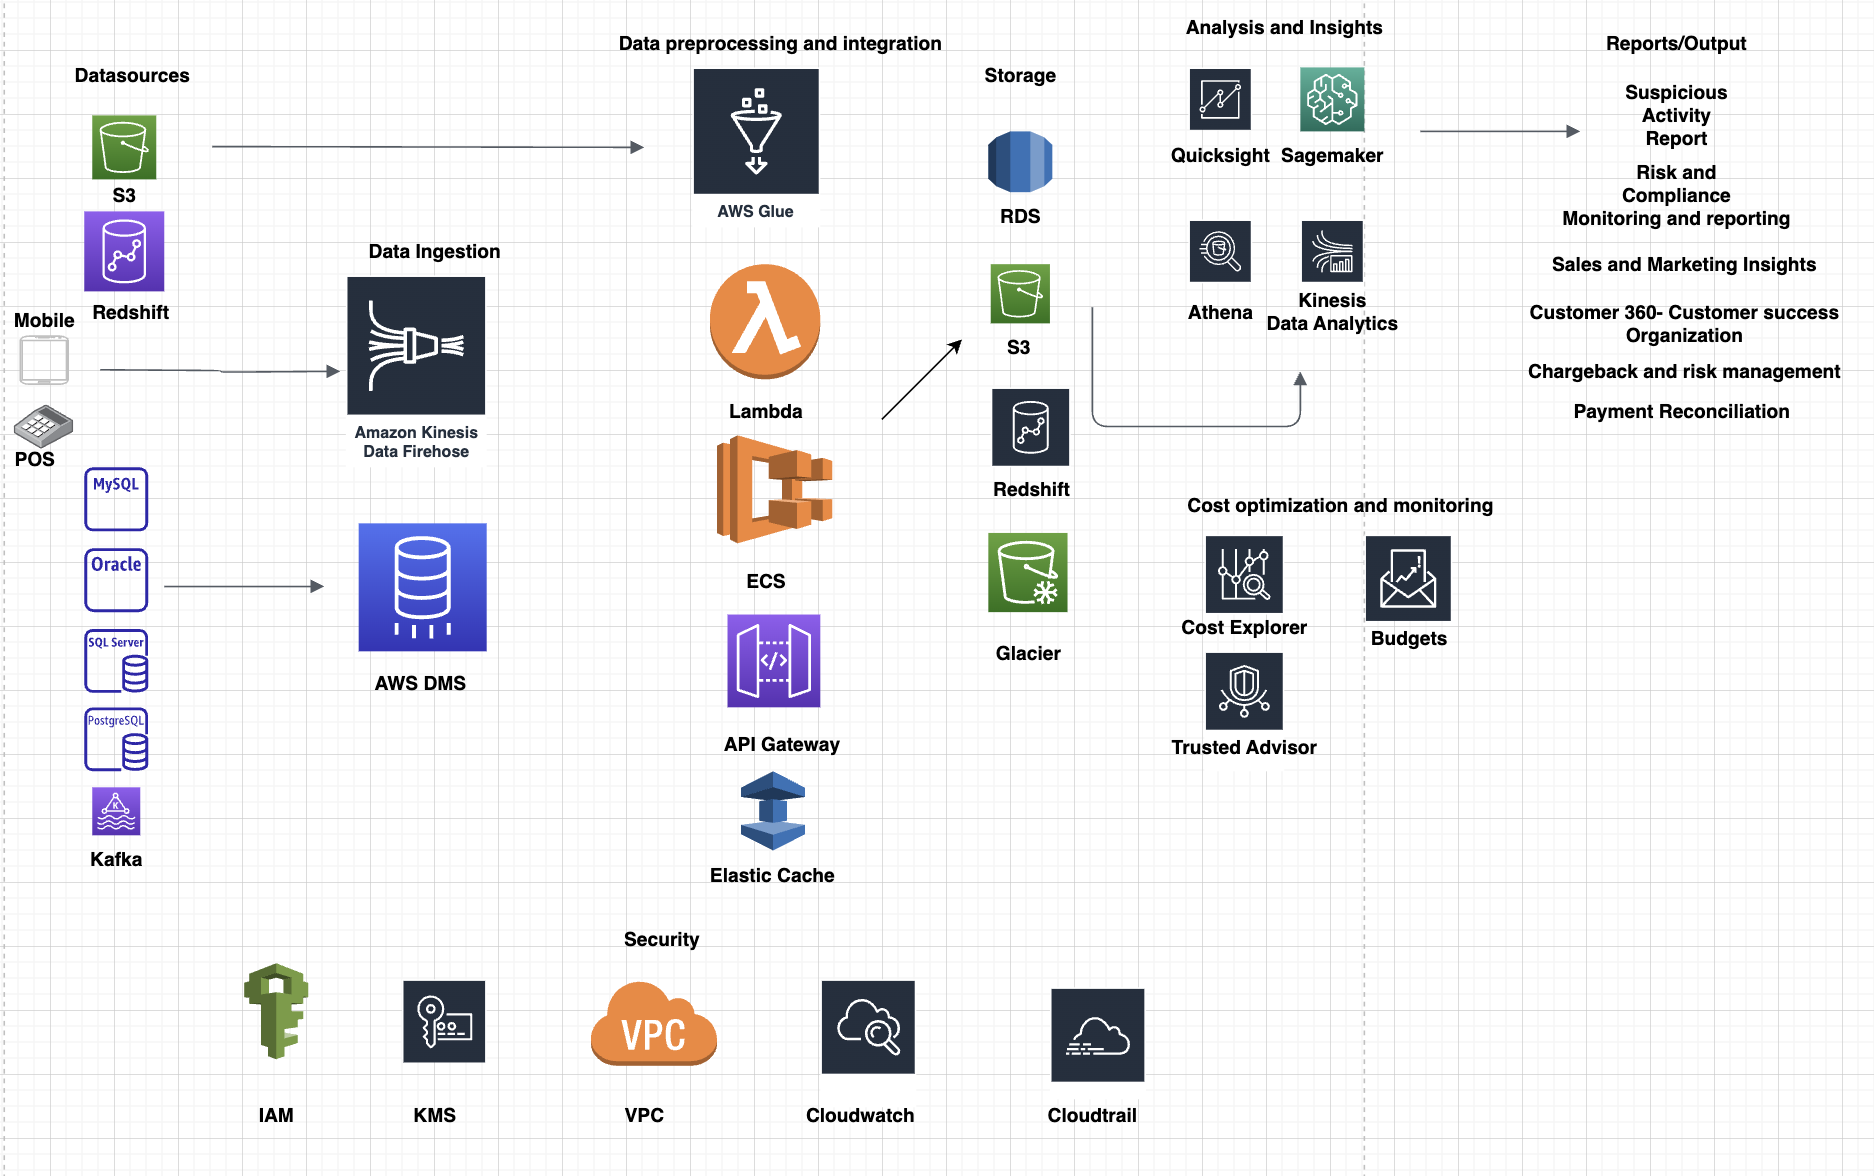 Datasources
S3
Redshift
Mobile
POS
MySQL
Oracle
SQL Server
PostgreSQL
K
Kafka
Data Ingestion
Amazon Kinesis
Data Firehose
AWS DMS
Data preprocessing and integration
AWS Glue
λ
Lambda
ECS
</>
API Gateway
Elastic Cache
Storage
RDS
S3
Redshift
Glacier
Analysis and Insights
Quicksight
Sagemaker
Athena
Kinesis
Data Analytics
Cost optimization and monitoring
Cost Explorer
!
Budgets
Trusted Advisor
Reports/Output
Suspicious
Activity
Report
Risk and
Compliance
Monitoring and reporting
Sales and Marketing Insights
Customer 360- Customer success
Organization
Chargeback and risk management
Payment Reconciliation
Security
IAM
KMS
VPC
VPC
Cloudwatch
Cloudtrail